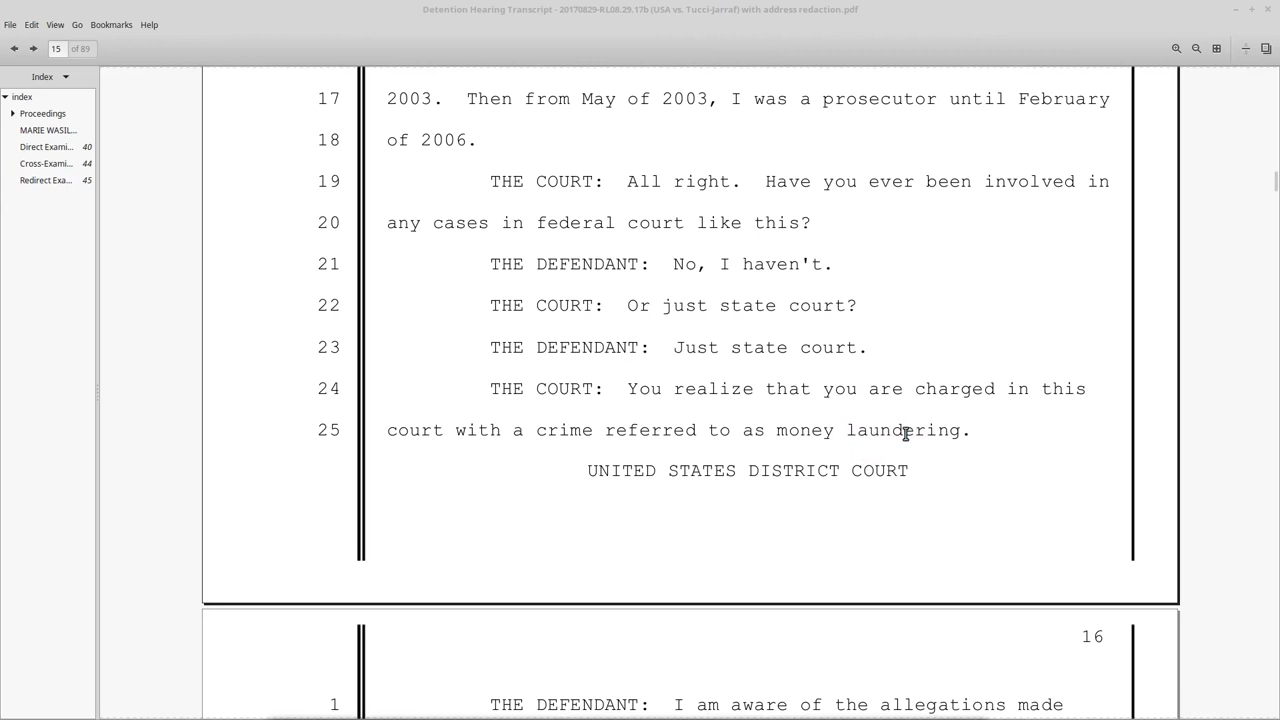 Detention Hearing Transcript - 20170829-RL08.29.17b (USA vs. Tucci-Jarraf) with address redaction.pdf
File Edit View Go Bookmarks Help
15 of 89
Index
index
Proceedings
MARIE WASIL...
Direct Exami... 40
Cross-Exami... 44
Redirect Exa... 45
17 2003. Then from May of 2003, I was a prosecutor until February
18 of 2006.
19 THE COURT: All right. Have you ever been involved in
20 any cases in federal court like this?
21 THE DEFENDANT: No, I haven't.
22 THE COURT: Or just state court?
23 THE DEFENDANT: Just state court.
24 THE COURT: You realize that you are charged in this
25 court with a crime referred to as money laundering.
UNITED STATES DISTRICT COURT
16
1 THE DEFENDANT: I am aware of the allegations made